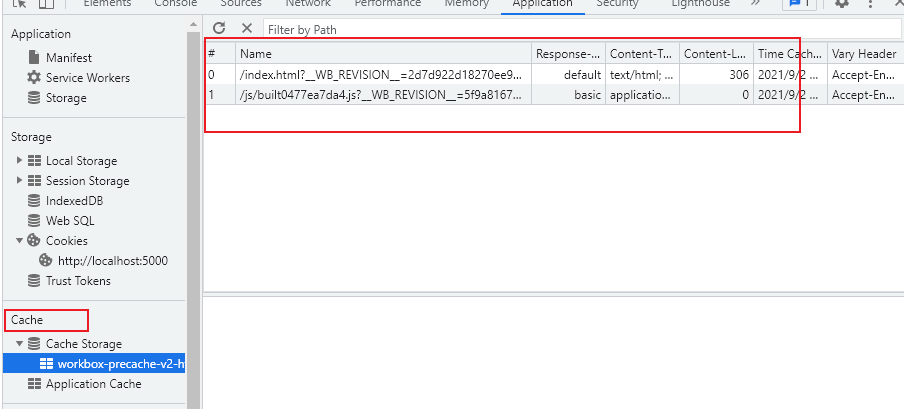 Elements Console Sources Network Performance Memory Application Security Lighthouse » 1
Application
Manifest
Service Workers
Storage
Storage
Local Storage
Session Storage
IndexedDB
Web SQL
Cookies
http://localhost:5000
Trust Tokens
Cache
Cache Storage
workbox-precache-v2-h
Application Cache
Filter by Path
# Name Response-... Content-T... Content-L... Time Cach... Vary Header
0 /index.html?__WB_REVISION__=2d7d922d18270ee9... default text/html; ... 306 2021/9/2 ... Accept-En...
1 /js/built0477ea7da4.js?__WB_REVISION__=5f9a8167... basic applicatio... 0 2021/9/2 ... Accept-En...